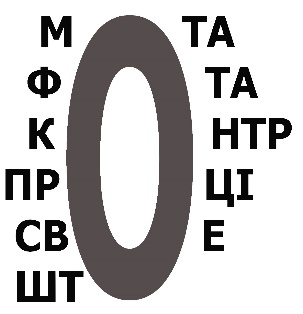 М О ТА
Ф О ТА
К О НТР
ПР О ЦІ
СВ О Е
ШТ О